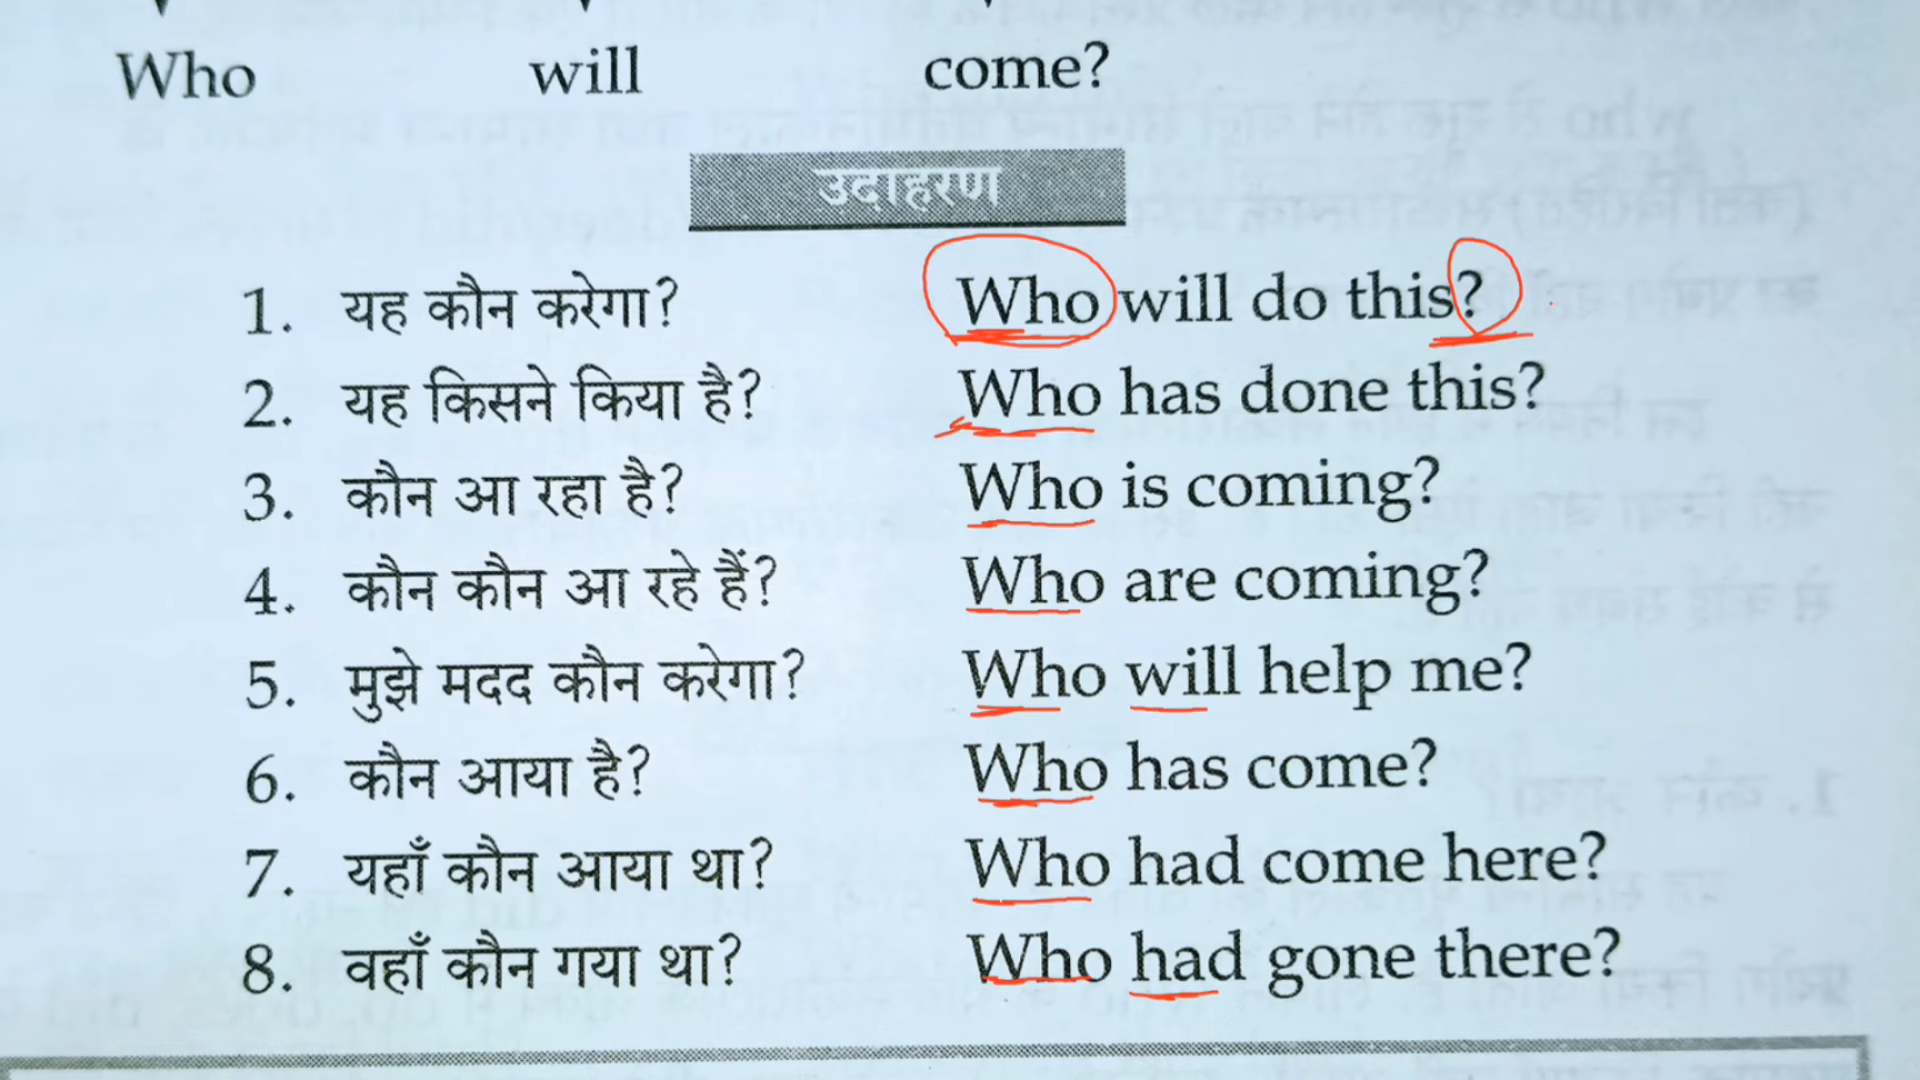 Who will come?
उदाहरण
1. यह कौन करेगा? Who will do this?
2. यह किसने किया है? Who has done this?
3. कौन आ रहा है? Who is coming?
4. कौन कौन आ रहे हैं? Who are coming?
5. मुझे मदद कौन करेगा? Who will help me?
6. कौन आया है? Who has come?
7. यहाँ कौन आया था? Who had come here?
8. वहाँ कौन गया था? Who had gone there?